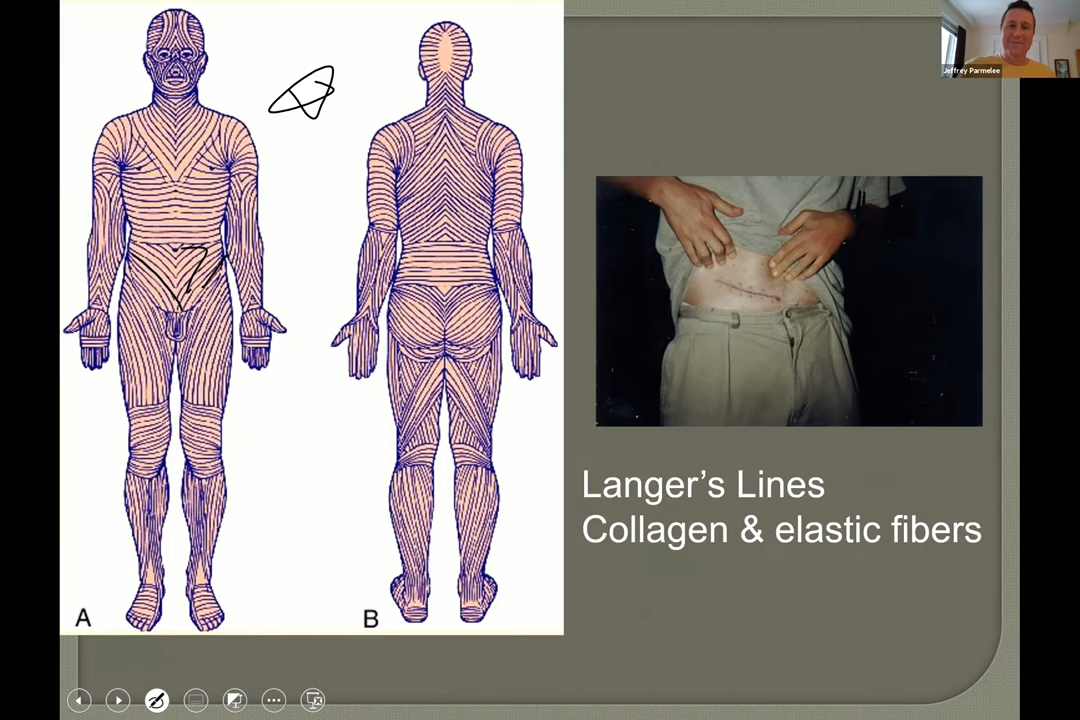 Jeffrey Parmelee
Langer’s Lines
Collagen & elastic fibers
A
B